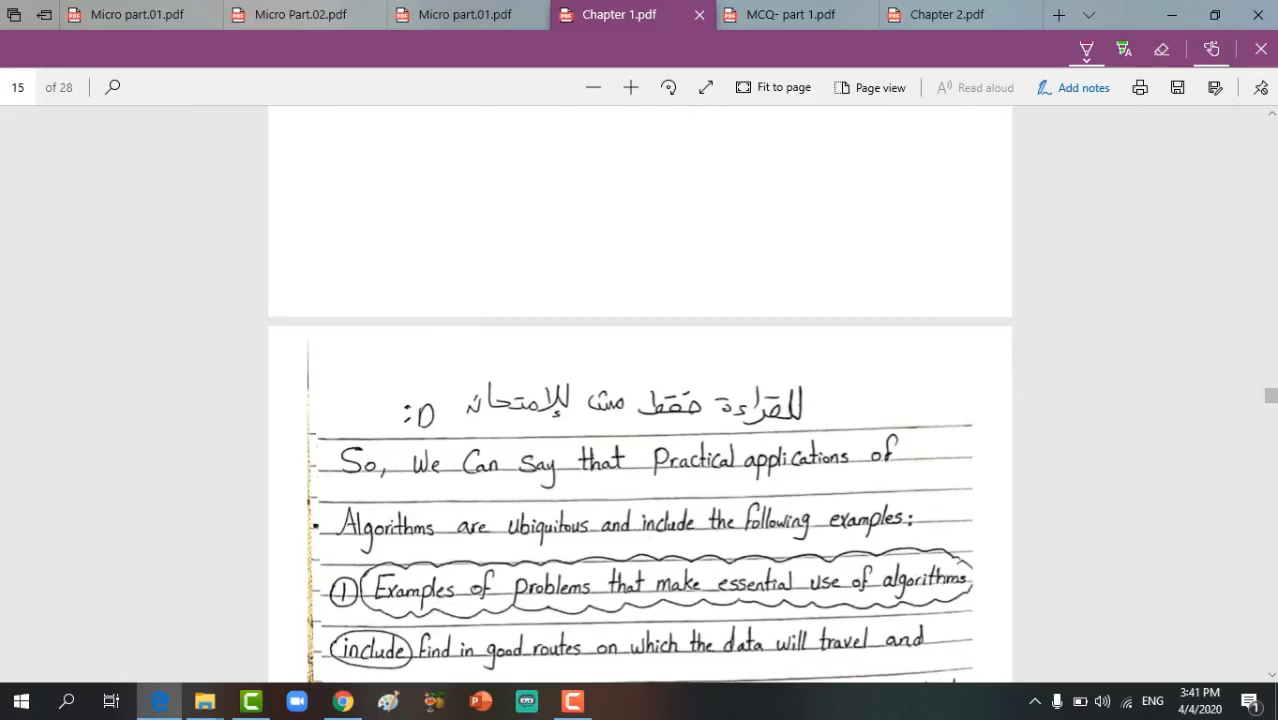 Micro part.01.pdf
Micro Part.02.pdf
Micro part.01.pdf
Chapter 1.pdf
MCQ- part 1.pdf
Chapter 2.pdf
15 of 28
Fit to page
Page view
Read aloud
Add notes
للقراءة فقط مش للإمتحان :D
So, We Can Say that Practical applications of
Algorithms are ubiquitous and include the following examples:
① Examples of problems that make essential use of algorithms
include find in good routes on which the data will travel and
ENG
3:41 PM
4/4/2020
1